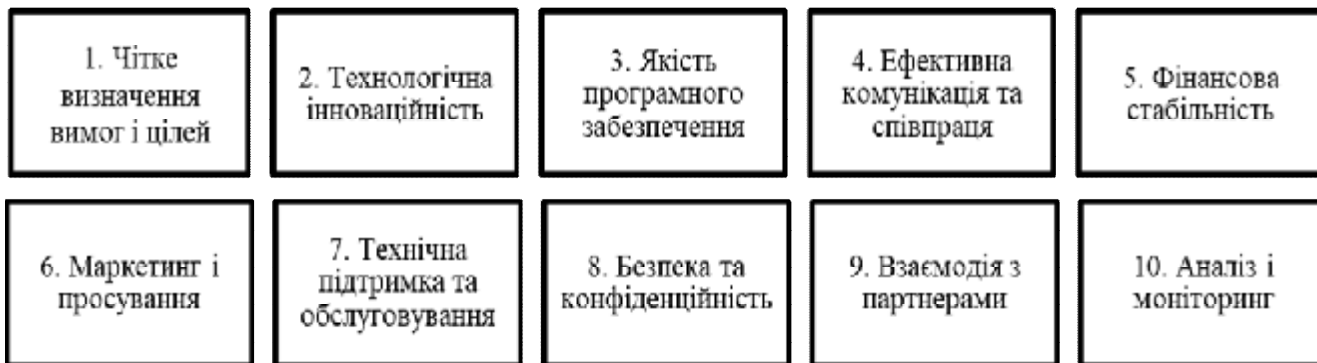 1. Чітке
визначення
вимог і цілей
2. Технологічна
інноваційність
3. Якість
програмного
забезпечення
4. Ефективна
комунікація та
співпраця
5. Фінансова
стабільність
6. Маркетинг і
просування
7. Технічна
підтримка та
обслуговування
8. Безпека та
конфіденційність
9. Взаємодія з
партнерами
10. Аналіз і
моніторинг